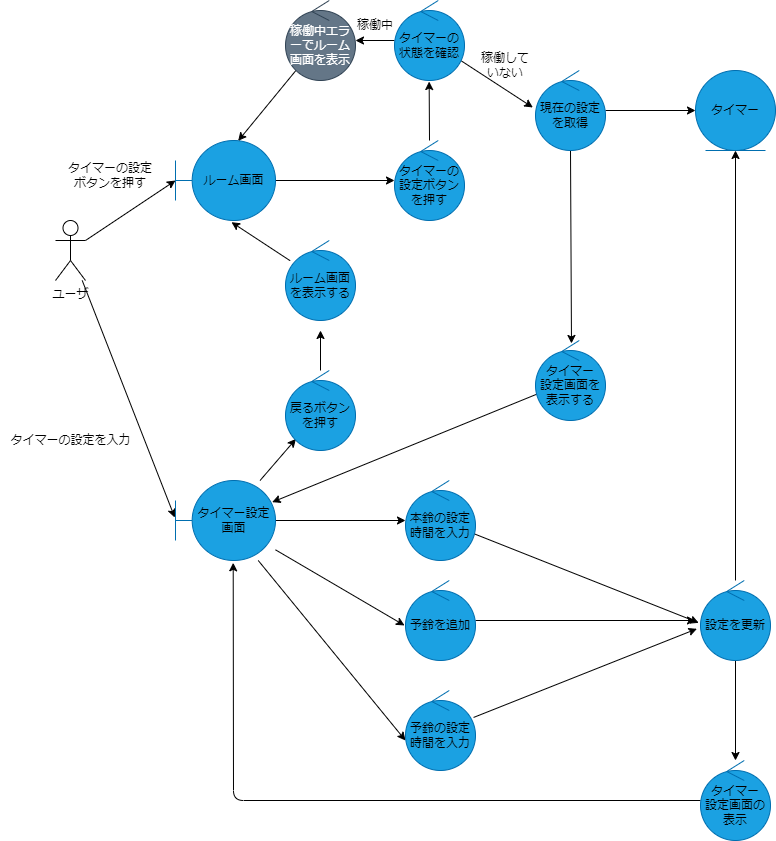 稼働中エラ
ーでルーム
画面を表示
稼働中
タイマーの
状態を確認
稼働して
いない
現在の設定
を取得
タイマー
タイマーの設定
ボタンを押す
ルーム画面
タイマーの
設定ボタン
を押す
ユーザ
ルーム画面
を表示する
タイマー
設定画面を
表示する
戻るボタン
を押す
タイマーの設定を入力
タイマー設定
画面
本鈴の設定
時間を入力
予鈴を追加
設定を更新
予鈴の設定
時間を入力
タイマー
設定画面の
表示